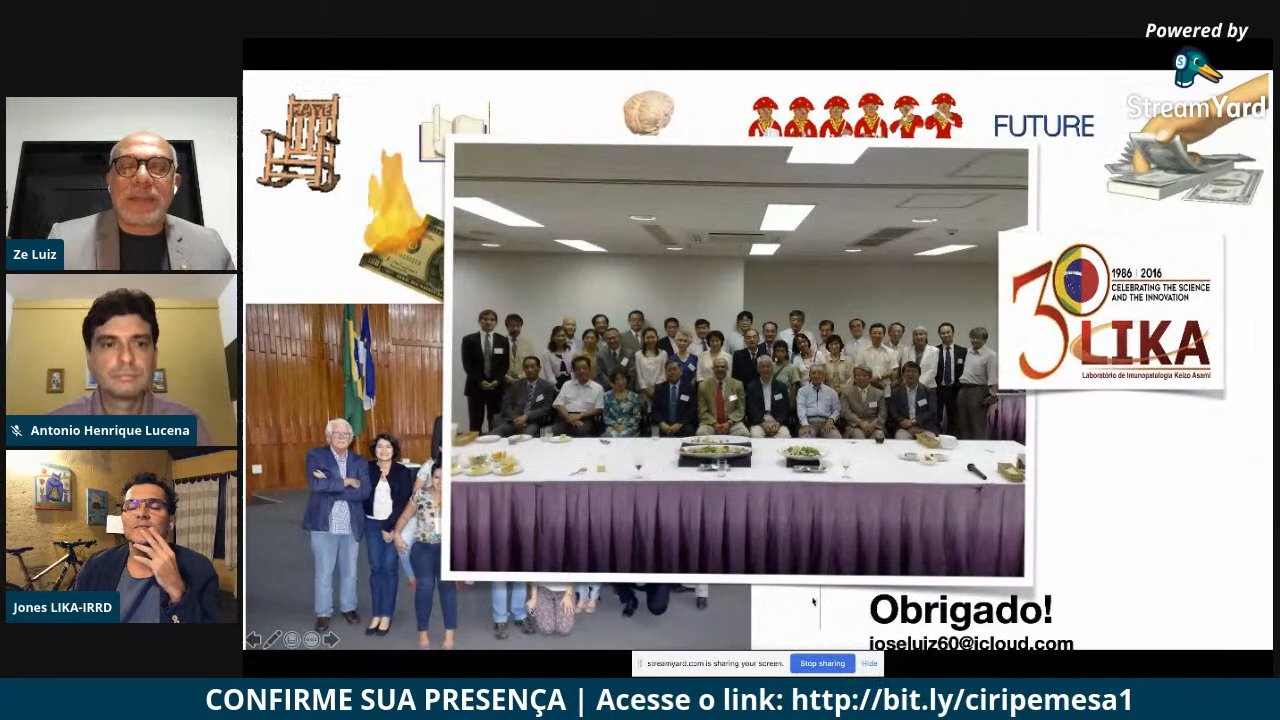 Powered by
StreamYard
FUTURE
Ze Luiz
1986 | 2016
CELEBRATING THE SCIENCE
AND THE INNOVATION
30
LIKA
Laboratório de Imunopatologia Keizo Asami
Antonio Henrique Lucena
Jones LIKA-IRRD
Obrigado!
joseluiz60@icloud.com
streamyard.com is sharing your screen.
Stop sharing
Hide
CONFIRME SUA PRESENÇA | Acesse o link: http://bit.ly/ciripemesa1